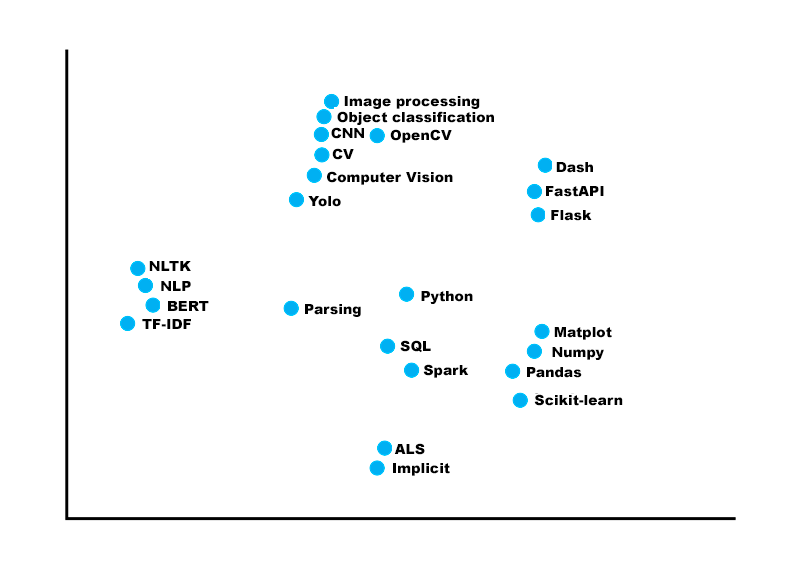 Image processing
Object classification
CNN
OpenCV
CV
Computer Vision
Yolo
Dash
FastAPI
Flask
NLTK
NLP
BERT
TF-IDF
Parsing
Python
SQL
Spark
Matplot
Numpy
Pandas
Scikit-learn
ALS
Implicit